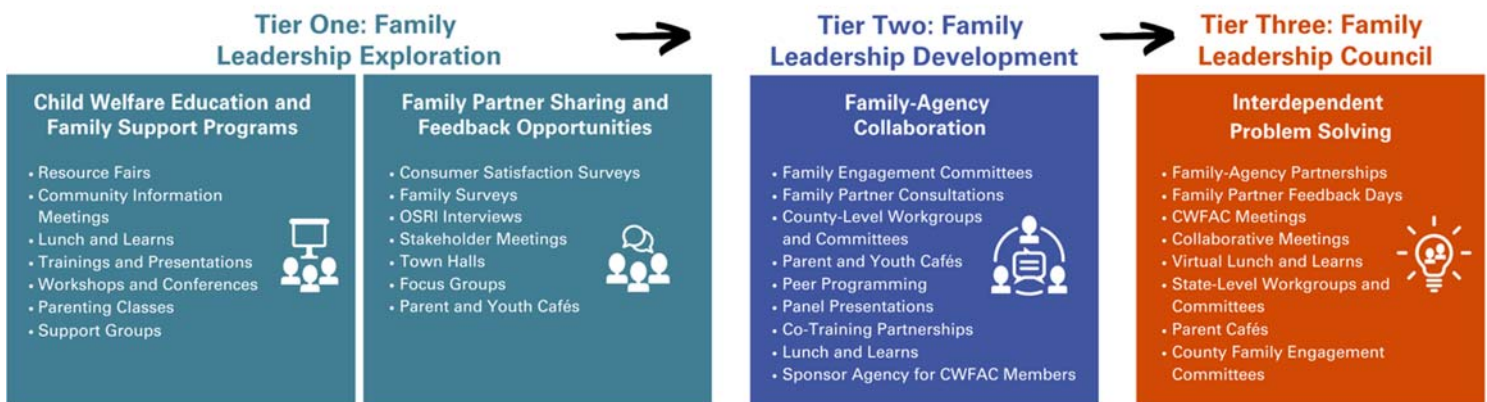 Tier One: Family
Leadership Exploration
Child Welfare Education and
Family Support Programs
• Resource Fairs
• Community Information
Meetings
• Lunch and Learns
• Trainings and Presentations
• Workshops and Conferences
• Parenting Classes
• Support Groups
Family Partner Sharing and
Feedback Opportunities
• Consumer Satisfaction Surveys
• Family Surveys
• OSRI Interviews
• Stakeholder Meetings
• Town Halls
• Focus Groups
• Parent and Youth Cafés
Tier Two: Family
Leadership Development
Family-Agency
Collaboration
• Family Engagement Committees
• Family Partner Consultations
• County-Level Workgroups
and Committees
• Parent and Youth Cafés
• Peer Programming
• Panel Presentations
• Co-Training Partnerships
• Lunch and Learns
• Sponsor Agency for CWFAC Members
Tier Three: Family
Leadership Council
Interdependent
Problem Solving
• Family-Agency Partnerships
• Family Partner Feedback Days
• CWFAC Meetings
• Collaborative Meetings
• Virtual Lunch and Learns
• State-Level Workgroups and
Committees
• Parent Cafés
• County Family Engagement
Committees